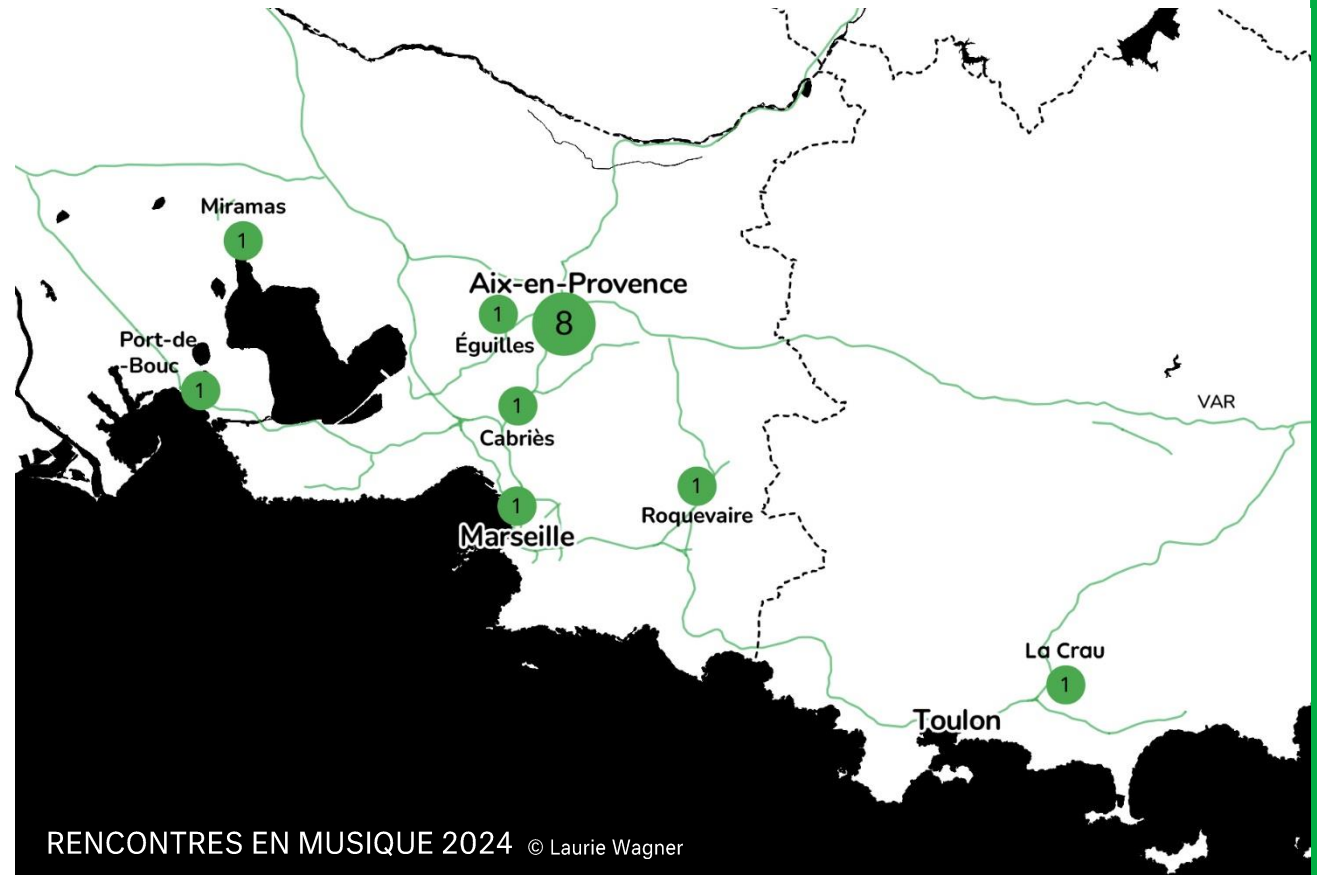 Miramas
1
Aix-en-Provence
1
8
Éguilles
Port-de
-Bouc
1
1
Cabriès
VAR
1
Roquevaire
1
Marseille
La Crau
1
Toulon
RENCONTRES EN MUSIQUE 2024 © Laurie Wagner